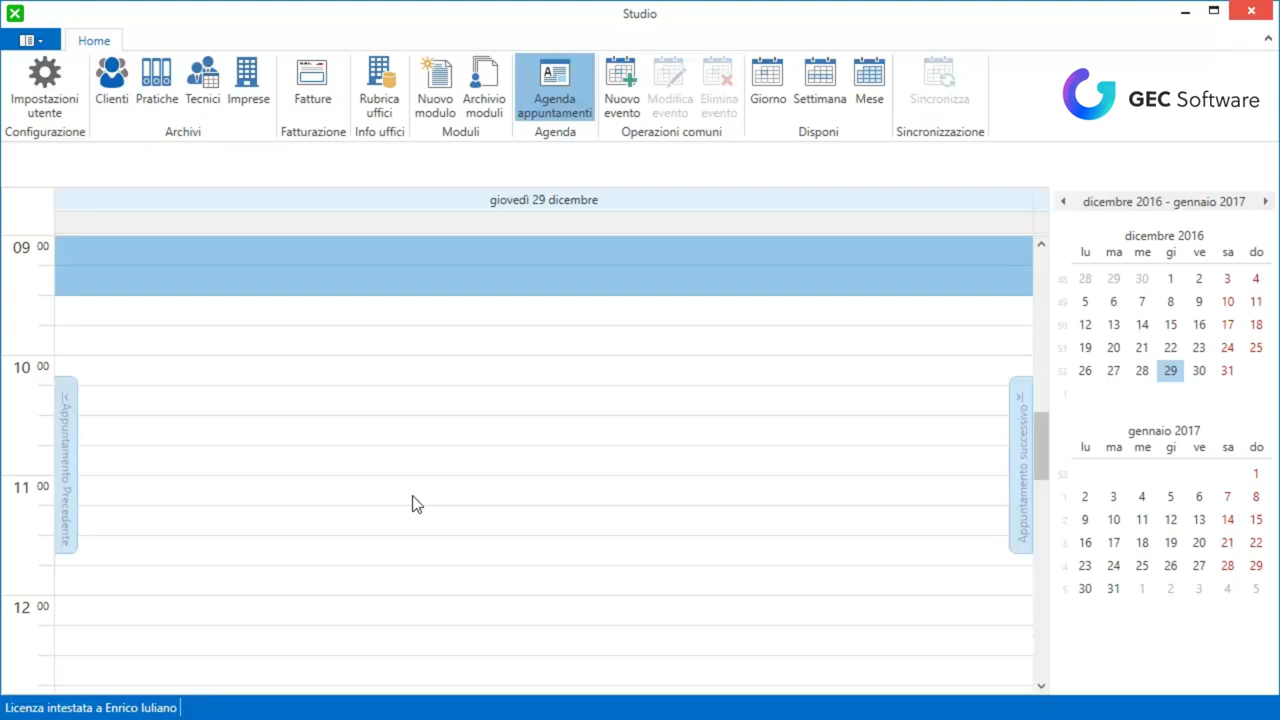 Studio
Home
Impostazioni utente
Clienti
Pratiche
Tecnici
Imprese
Fatture
Rubrica uffici
Nuovo modulo
Archivio moduli
Agenda appuntamenti
Nuovo evento
Modifica evento
Elimina evento
Giorno
Settimana
Mese
Sincronizza
GEC Software
Configurazione
Archivi
Fatturazione
Info uffici
Moduli
Agenda
Operazioni comuni
Disponi
Sincronizzazione
giovedì 29 dicembre
09 00
10 00
11 00
12 00
Appuntamento Precedente
Appuntamento successivo
dicembre 2016 - gennaio 2017
dicembre 2016
lu ma me gi ve sa do
48 28 29 30 1 2 3 4
49 5 6 7 8 9 10 11
50 12 13 14 15 16 17 18
51 19 20 21 22 23 24 25
52 26 27 28 29 30 31
1
gennaio 2017
lu ma me gi ve sa do
52 1
1 2 3 4 5 6 7 8
2 9 10 11 12 13 14 15
3 16 17 18 19 20 21 22
4 23 24 25 26 27 28 29
5 30 31 1 2 3 4 5
Licenza intestata a Enrico Iuliano